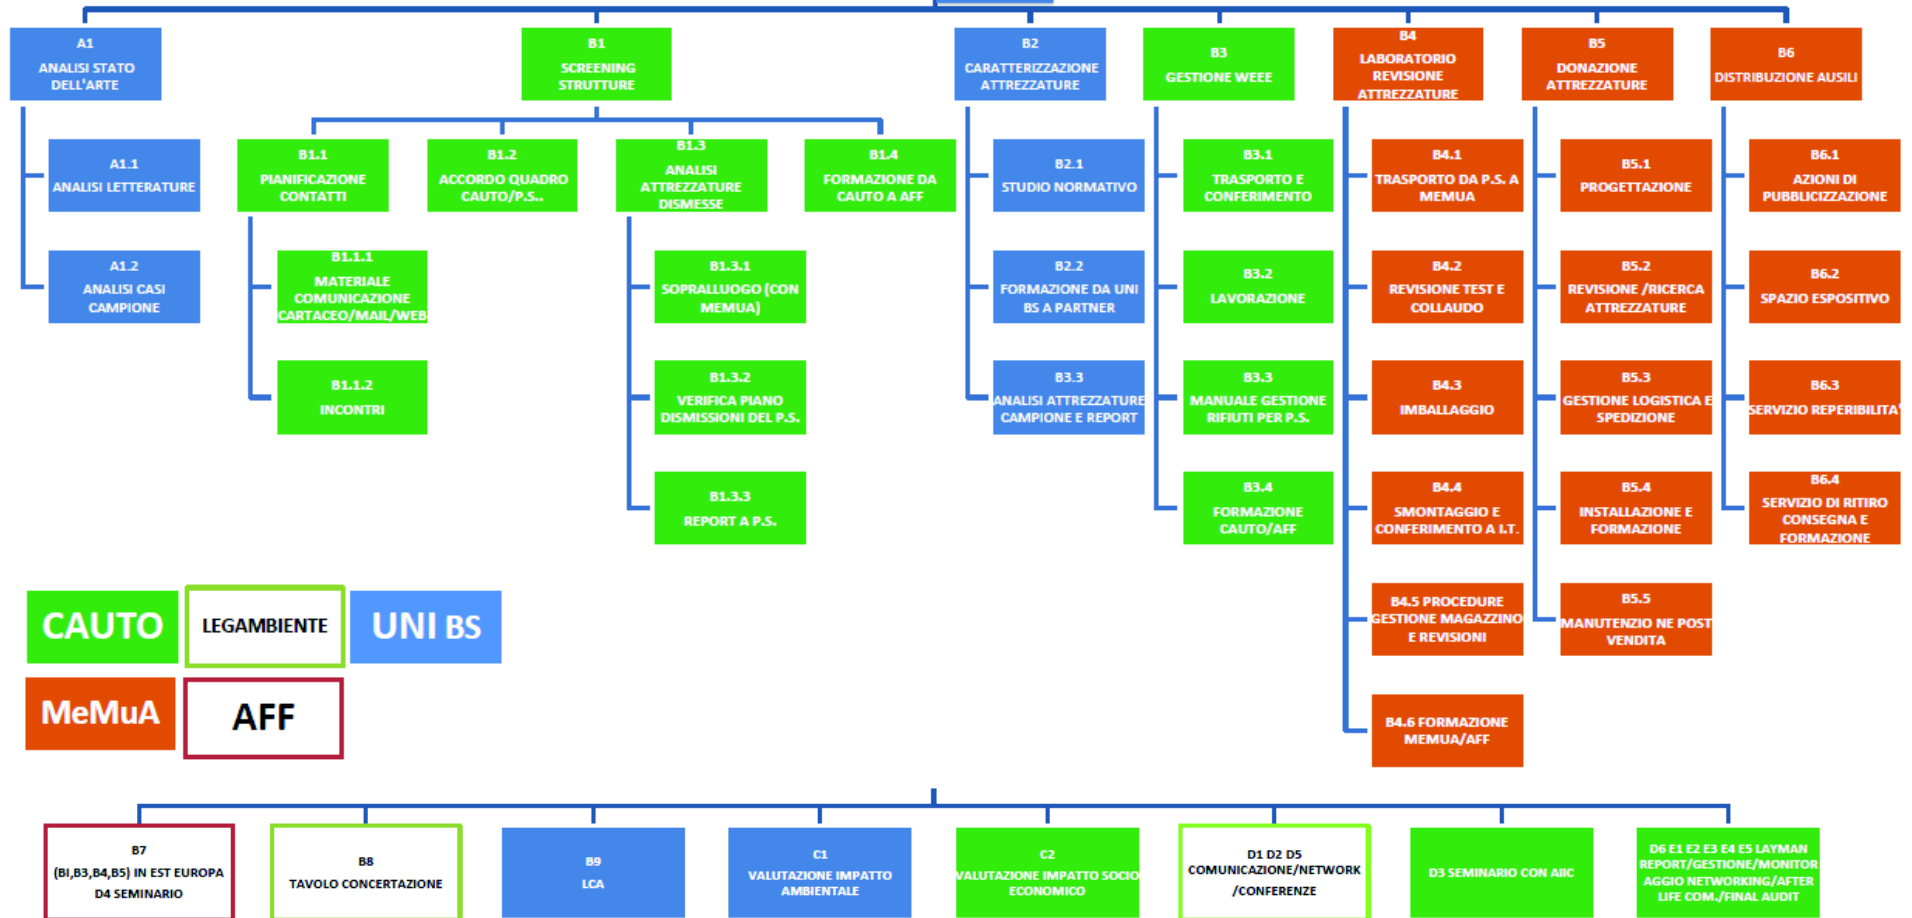 A1
ANALISI STATO
DELL'ARTE
B1
SCREENING
STRUTTURE
B2
CARATTERIZZAZIONE
ATTREZZATURE
B3
GESTIONE WEEE
B4
LABORATORIO
REVISIONE
ATTREZZATURE
B5
DONAZIONE
ATTREZZATURE
B6
DISTRIBUZIONE AUSILI
A1.1
ANALISI LETTERATURE
A1.2
ANALISI CASI
CAMPIONE
B1.1
PIANIFICAZIONE
CONTATTI
B1.1.1
MATERIALE
COMUNICAZIONE
CARTACEO/MAIL/WEB
B1.1.2
INCONTRI
B1.2
ACCORDO QUADRO
CAUTO/P.S..
B1.3
ANALISI
ATTREZZATURE
DISMESSE
B1.3.1
SOPRALLUOGO (CON
MEMUA)
B1.3.2
VERIFICA PIANO
DISMISSIONI DEL P.S.
B1.3.3
REPORT A P.S.
B1.4
FORMAZIONE DA
CAUTO A AFF
B2.1
STUDIO NORMATIVO
B2.2
FORMAZIONE DA UNI
BS A PARTNER
B3.3
ANALISI ATTREZZATURE
CAMPIONE E REPORT
B3.1
TRASPORTO E
CONFERIMENTO
B3.2
LAVORAZIONE
B3.3
MANUALE GESTIONE
RIFIUTI PER P.S.
B3.4
FORMAZIONE
CAUTO/AFF
B4.1
TRASPORTO DA P.S. A
MEMUA
B4.2
REVISIONE TEST E
COLLAUDO
B4.3
IMBALLAGGIO
B4.4
SMONTAGGIO E
CONFERIMENTO A I.T.
B4.5 PROCEDURE
GESTIONE MAGAZZINO
E REVISIONI
B4.6 FORMAZIONE
MEMUA/AFF
B5.1
PROGETTAZIONE
B5.2
REVISIONE /RICERCA
ATTREZZATURE
B5.3
GESTIONE LOGISTICA E
SPEDIZIONE
B5.4
INSTALLAZIONE E
FORMAZIONE
B5.5
MANUTENZIO NE POST
VENDITA
B6.1
AZIONI DI
PUBBLICIZZAZIONE
B6.2
SPAZIO ESPOSITIVO
B6.3
SERVIZIO REPERIBILITA'
B6.4
SERVIZIO DI RITIRO
CONSEGNA E
FORMAZIONE
CAUTO
LEGAMBIENTE
UNI BS
MeMuA
AFF
B7
(BI,B3,B4,B5) IN EST EUROPA
D4 SEMINARIO
B8
TAVOLO CONCERTAZIONE
B9
LCA
C1
VALUTAZIONE IMPATTO
AMBIENTALE
C2
VALUTAZIONE IMPATTO SOCIO
ECONOMICO
D1 D2 D5
COMUNICAZIONE/NETWORK
/CONFERENZE
D3 SEMINARIO CON AIIC
D6 E1 E2 E3 E4 E5 LAYMAN
REPORT/GESTIONE/MONITOR
AGGIO NETWORKING/AFTER
LIFE COM./FINAL AUDIT